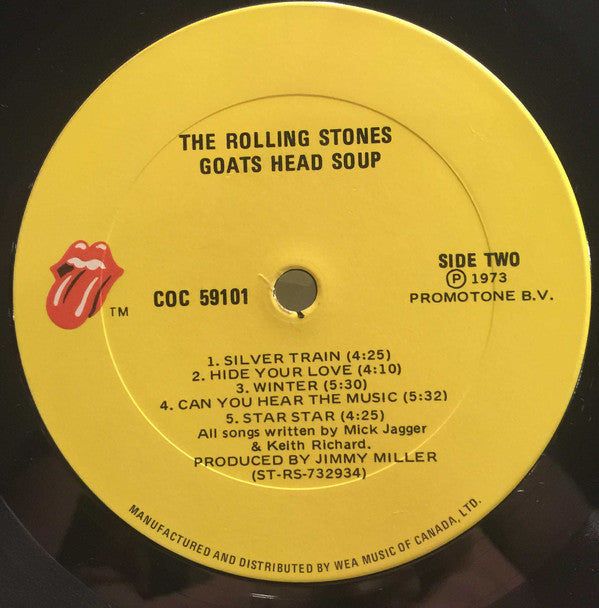 THE ROLLING STONES
GOATS HEAD SOUP
TM
COC 59101
SIDE TWO
Ⓟ 1973
PROMOTONE B.V.
1. SILVER TRAIN (4:25)
2. HIDE YOUR LOVE (4:10)
3. WINTER (5:30)
4. CAN YOU HEAR THE MUSIC (5:32)
5. STAR STAR (4:25)
All songs written by Mick Jagger
& Keith Richard.
PRODUCED BY JIMMY MILLER
(ST-RS-732934)
MANUFACTURED AND DISTRIBUTED BY WEA MUSIC OF CANADA, LTD.